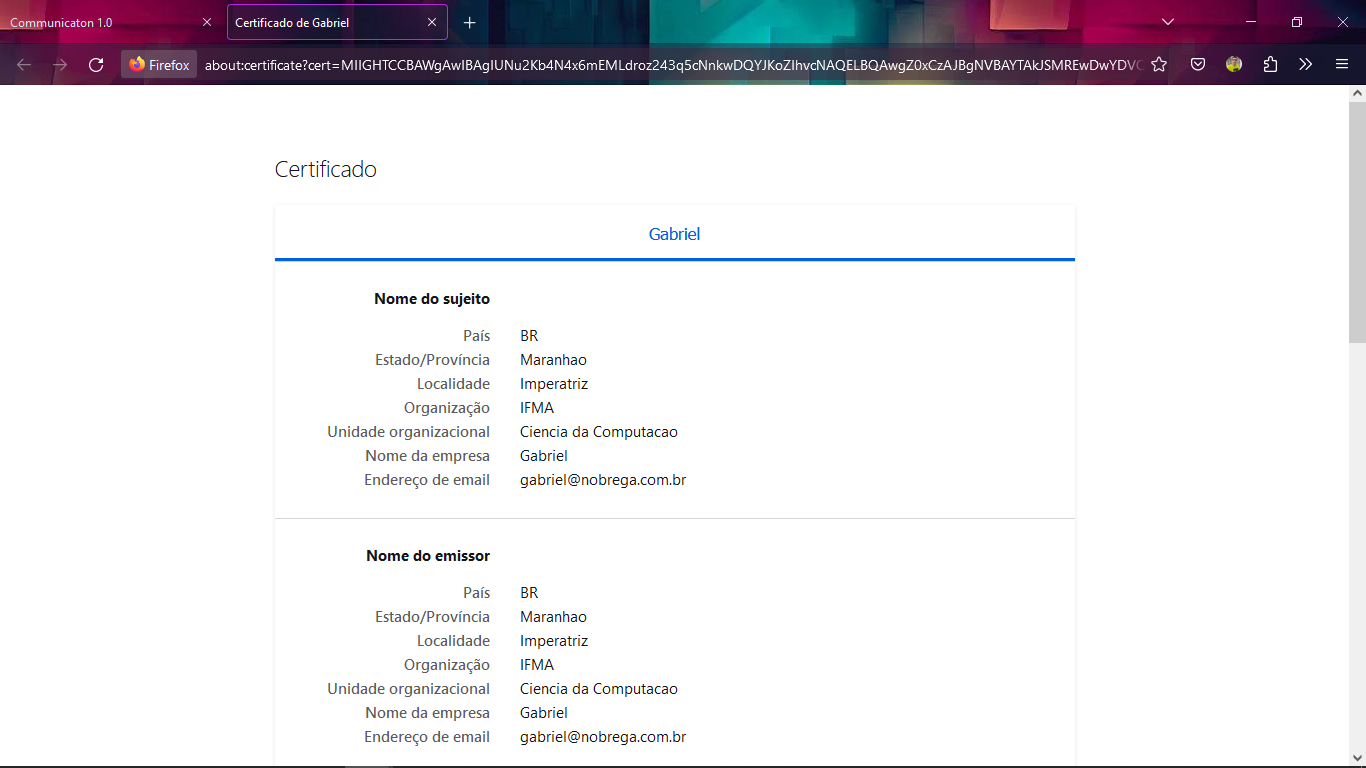 Communicaton 1.0
Certificado de Gabriel
Firefox
about:certificate?cert=MIIGHTCCBAWgAwIBAgIUNu2Kb4N4x6mEMLdroz243q5cNnkwDQYJKoZIhvcNAQELBQAwgZ0xCzAJBgNVBAYTAkJSMREwDwYDVC
Certificado
Gabriel
Nome do sujeito
País BR
Estado/Província Maranhao
Localidade Imperatriz
Organização IFMA
Unidade organizacional Ciencia da Computacao
Nome da empresa Gabriel
Endereço de email gabriel@nobrega.com.br
Nome do emissor
País BR
Estado/Província Maranhao
Localidade Imperatriz
Organização IFMA
Unidade organizacional Ciencia da Computacao
Nome da empresa Gabriel
Endereço de email gabriel@nobrega.com.br